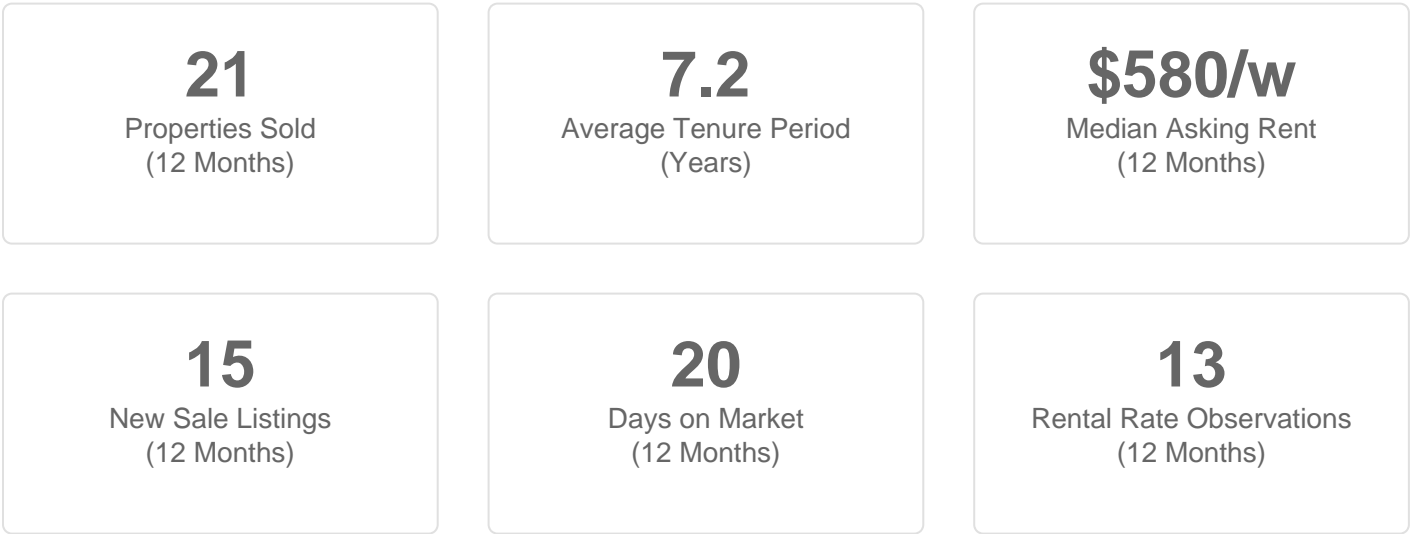 21
Properties Sold
(12 Months)
7.2
Average Tenure Period
(Years)
$580/w
Median Asking Rent
(12 Months)
15
New Sale Listings
(12 Months)
20
Days on Market
(12 Months)
13
Rental Rate Observations
(12 Months)